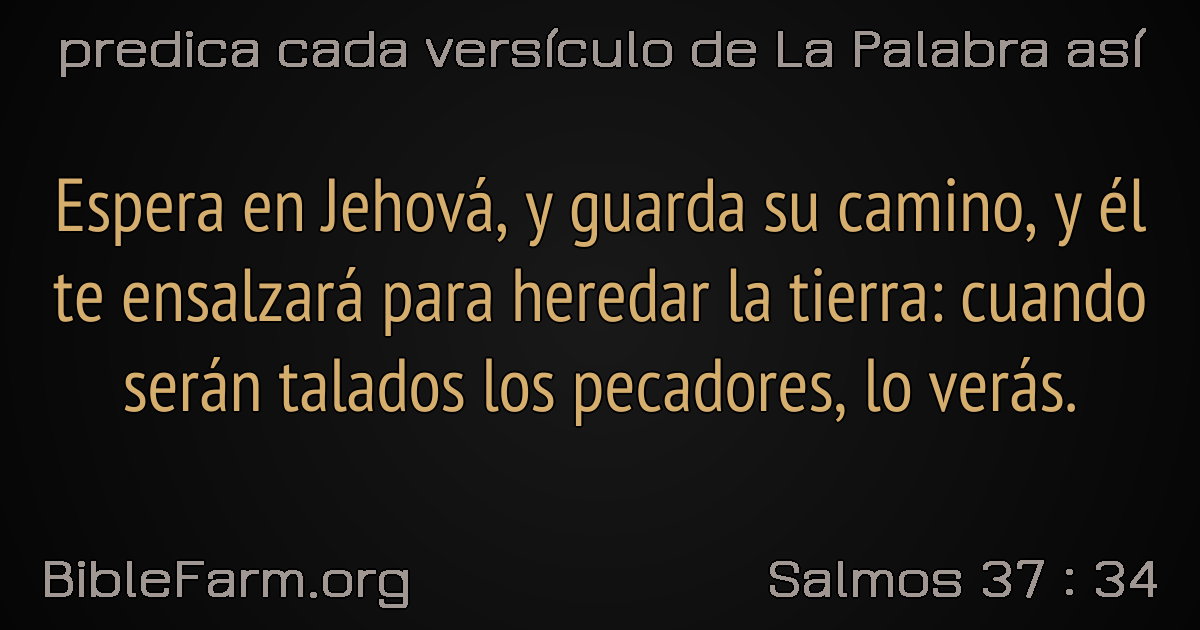 predica cada versículo de La Palabra así
Espera en Jehová, y guarda su camino, y él
te ensalzará para heredar la tierra: cuando
serán talados los pecadores, lo verás.
BibleFarm.org
Salmos 37 : 34